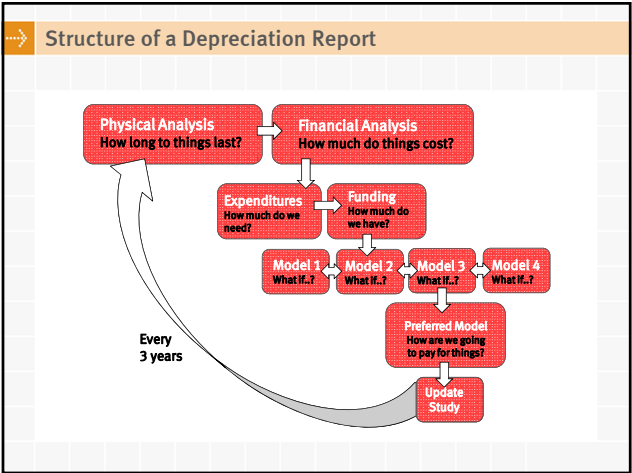 Structure of a Depreciation Report
Physical Analysis
How long to things last?
Financial Analysis
How much do things cost?
Expenditures
How much do we
need?
Funding
How much do
we have?
Model 1
What if..?
Model 2
What if..?
Model 3
What if..?
Model 4
What if..?
Preferred Model
How are we going
to pay for things?
Every
3 years
Update
Study